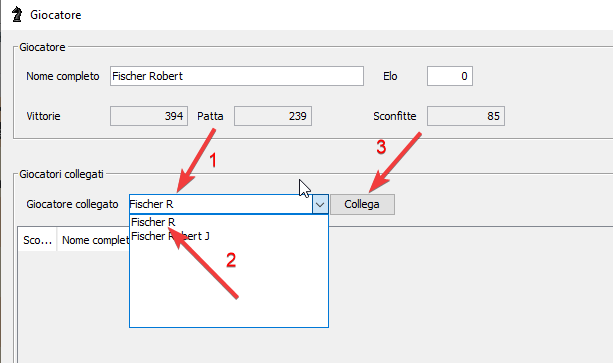 Giocatore
Giocatore
Nome completo Fischer Robert Elo 0
Vittorie 394 Patta 239 Sconfitte 85
1
3
Giocatori collegati
Giocatore collegato Fischer R Collega
Fischer R
Sco... Nome complet Fischer Robert J
2